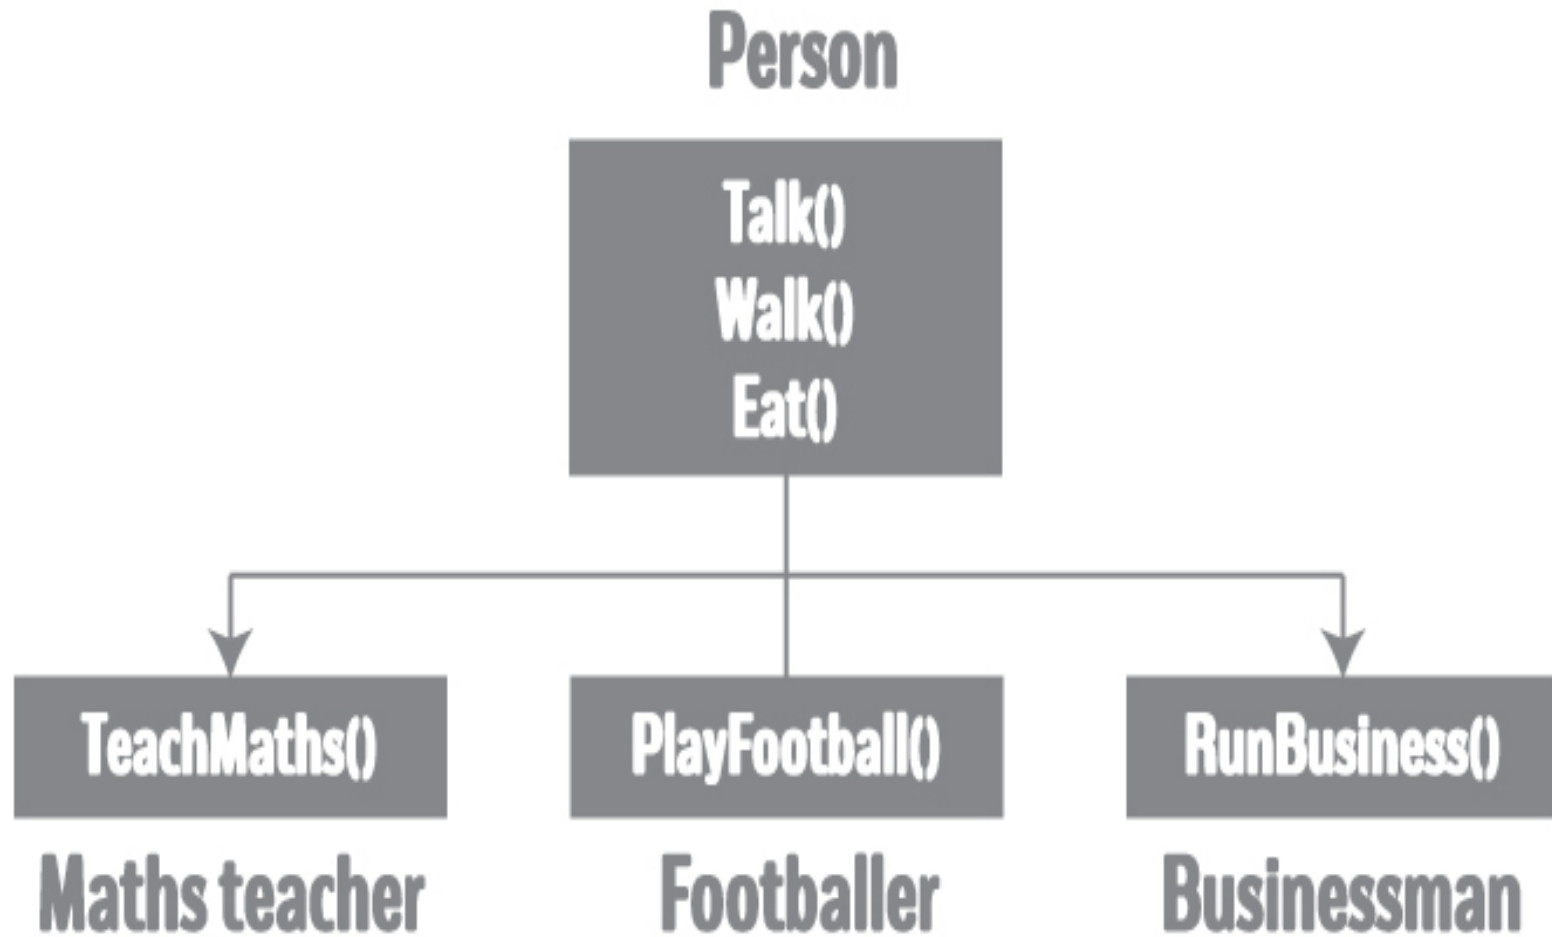 Person
Talk()
Walk()
Eat()
TeachMaths()
PlayFootball()
RunBusiness()
Maths teacher
Footballer
Businessman